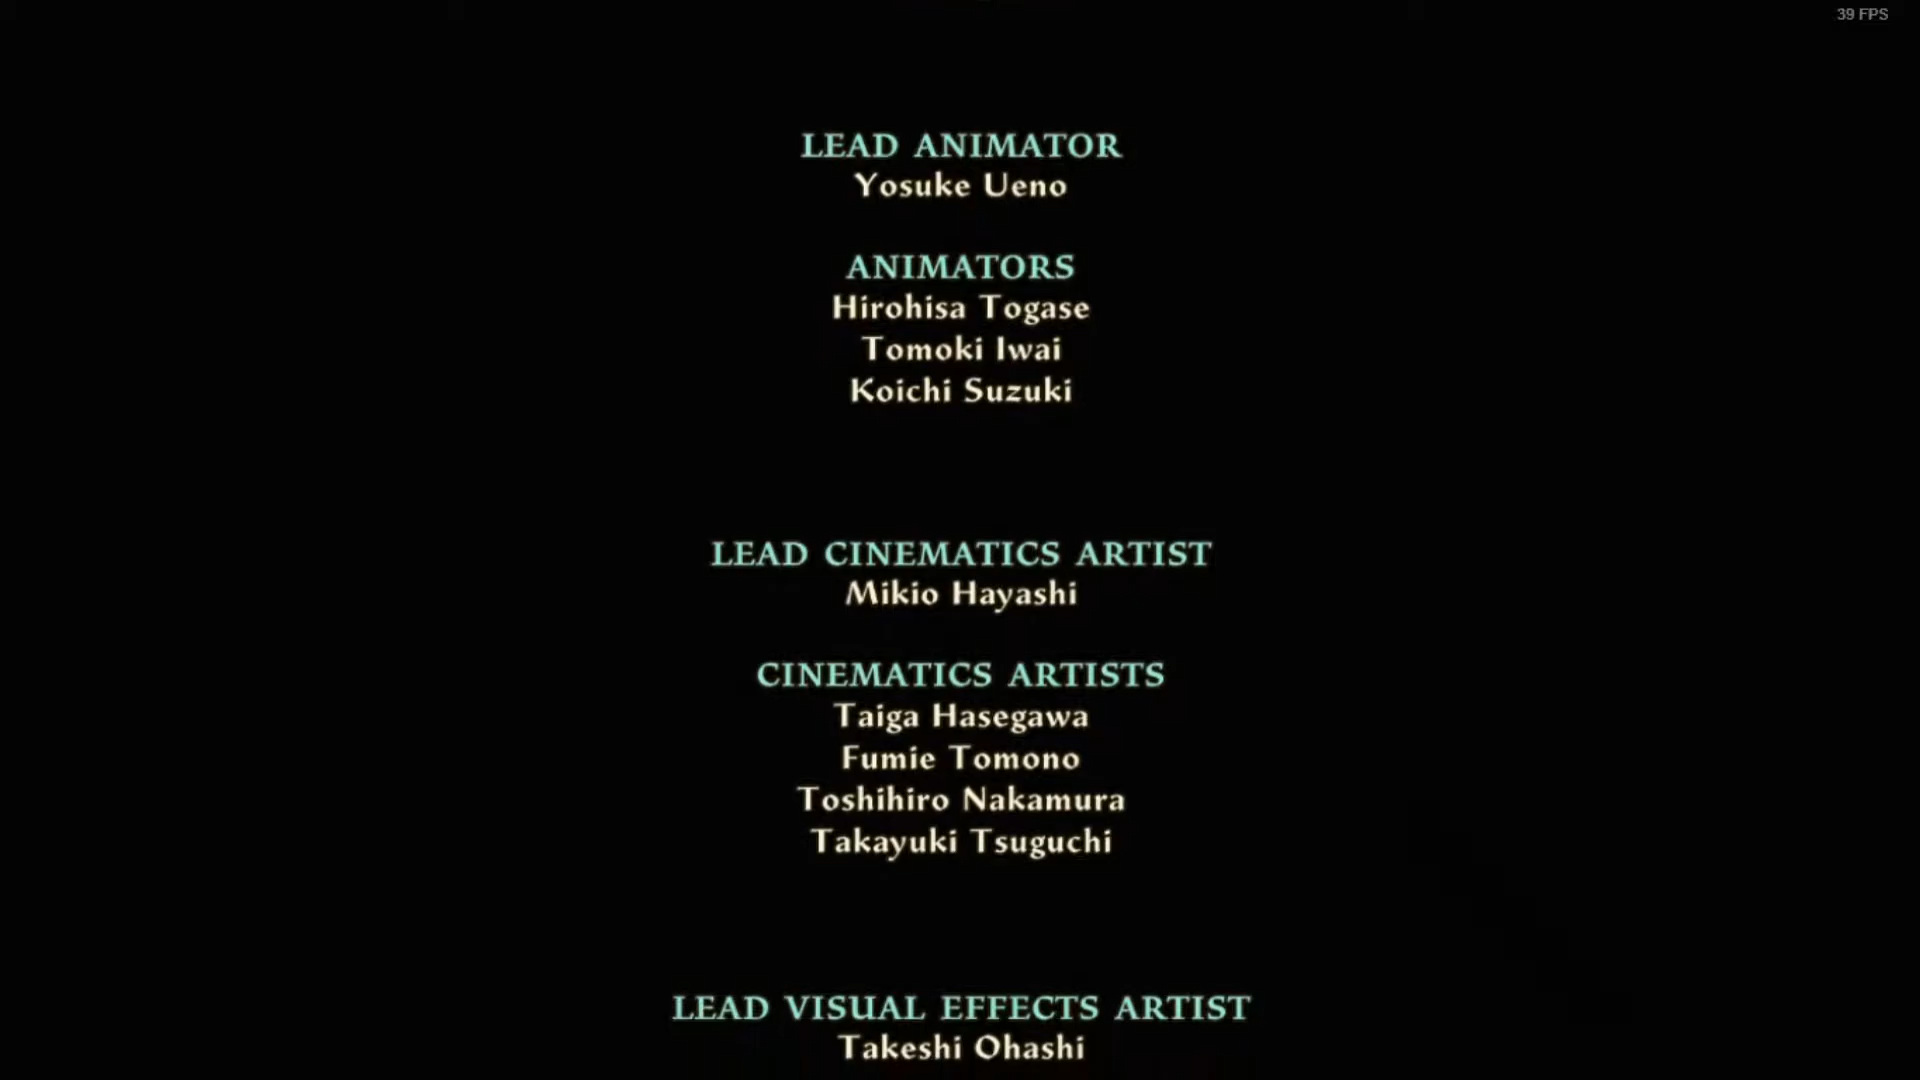 39 FPS
LEAD ANIMATOR
Yosuke Ueno
ANIMATORS
Hirohisa Togase
Tomoki Iwai
Koichi Suzuki
LEAD CINEMATICS ARTIST
Mikio Hayashi
CINEMATICS ARTISTS
Taiga Hasegawa
Fumie Tomono
Toshihiro Nakamura
Takayuki Tsuguchi
LEAD VISUAL EFFECTS ARTIST
Takeshi Ohashi